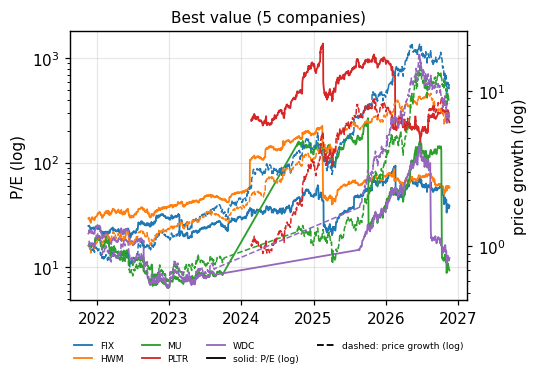 Best value (5 companies)
P/E (log)
10³
10²
10¹
price growth (log)
10¹
10⁰
2022 2023 2024 2025 2026 2027
FIX MU WDC dashed: price growth (log)
HWM PLTR solid: P/E (log)